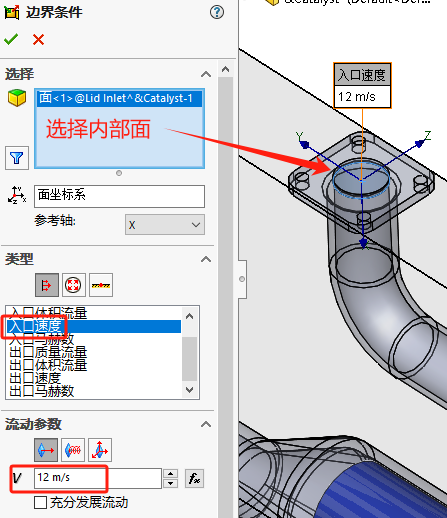 边界条件
&Catalyst
选择
面<1>@Lid Inlet^&Catalyst-1
选择内部面
面坐标系
参考轴:
X
类型
入口体积流量
入口速度
入口马赫数
出口质量流量
出口体积流量
出口速度
出口马赫数
流动参数
V
12 m/s
fx
充分发展流动
入口速度
12 m/s
Y
Z